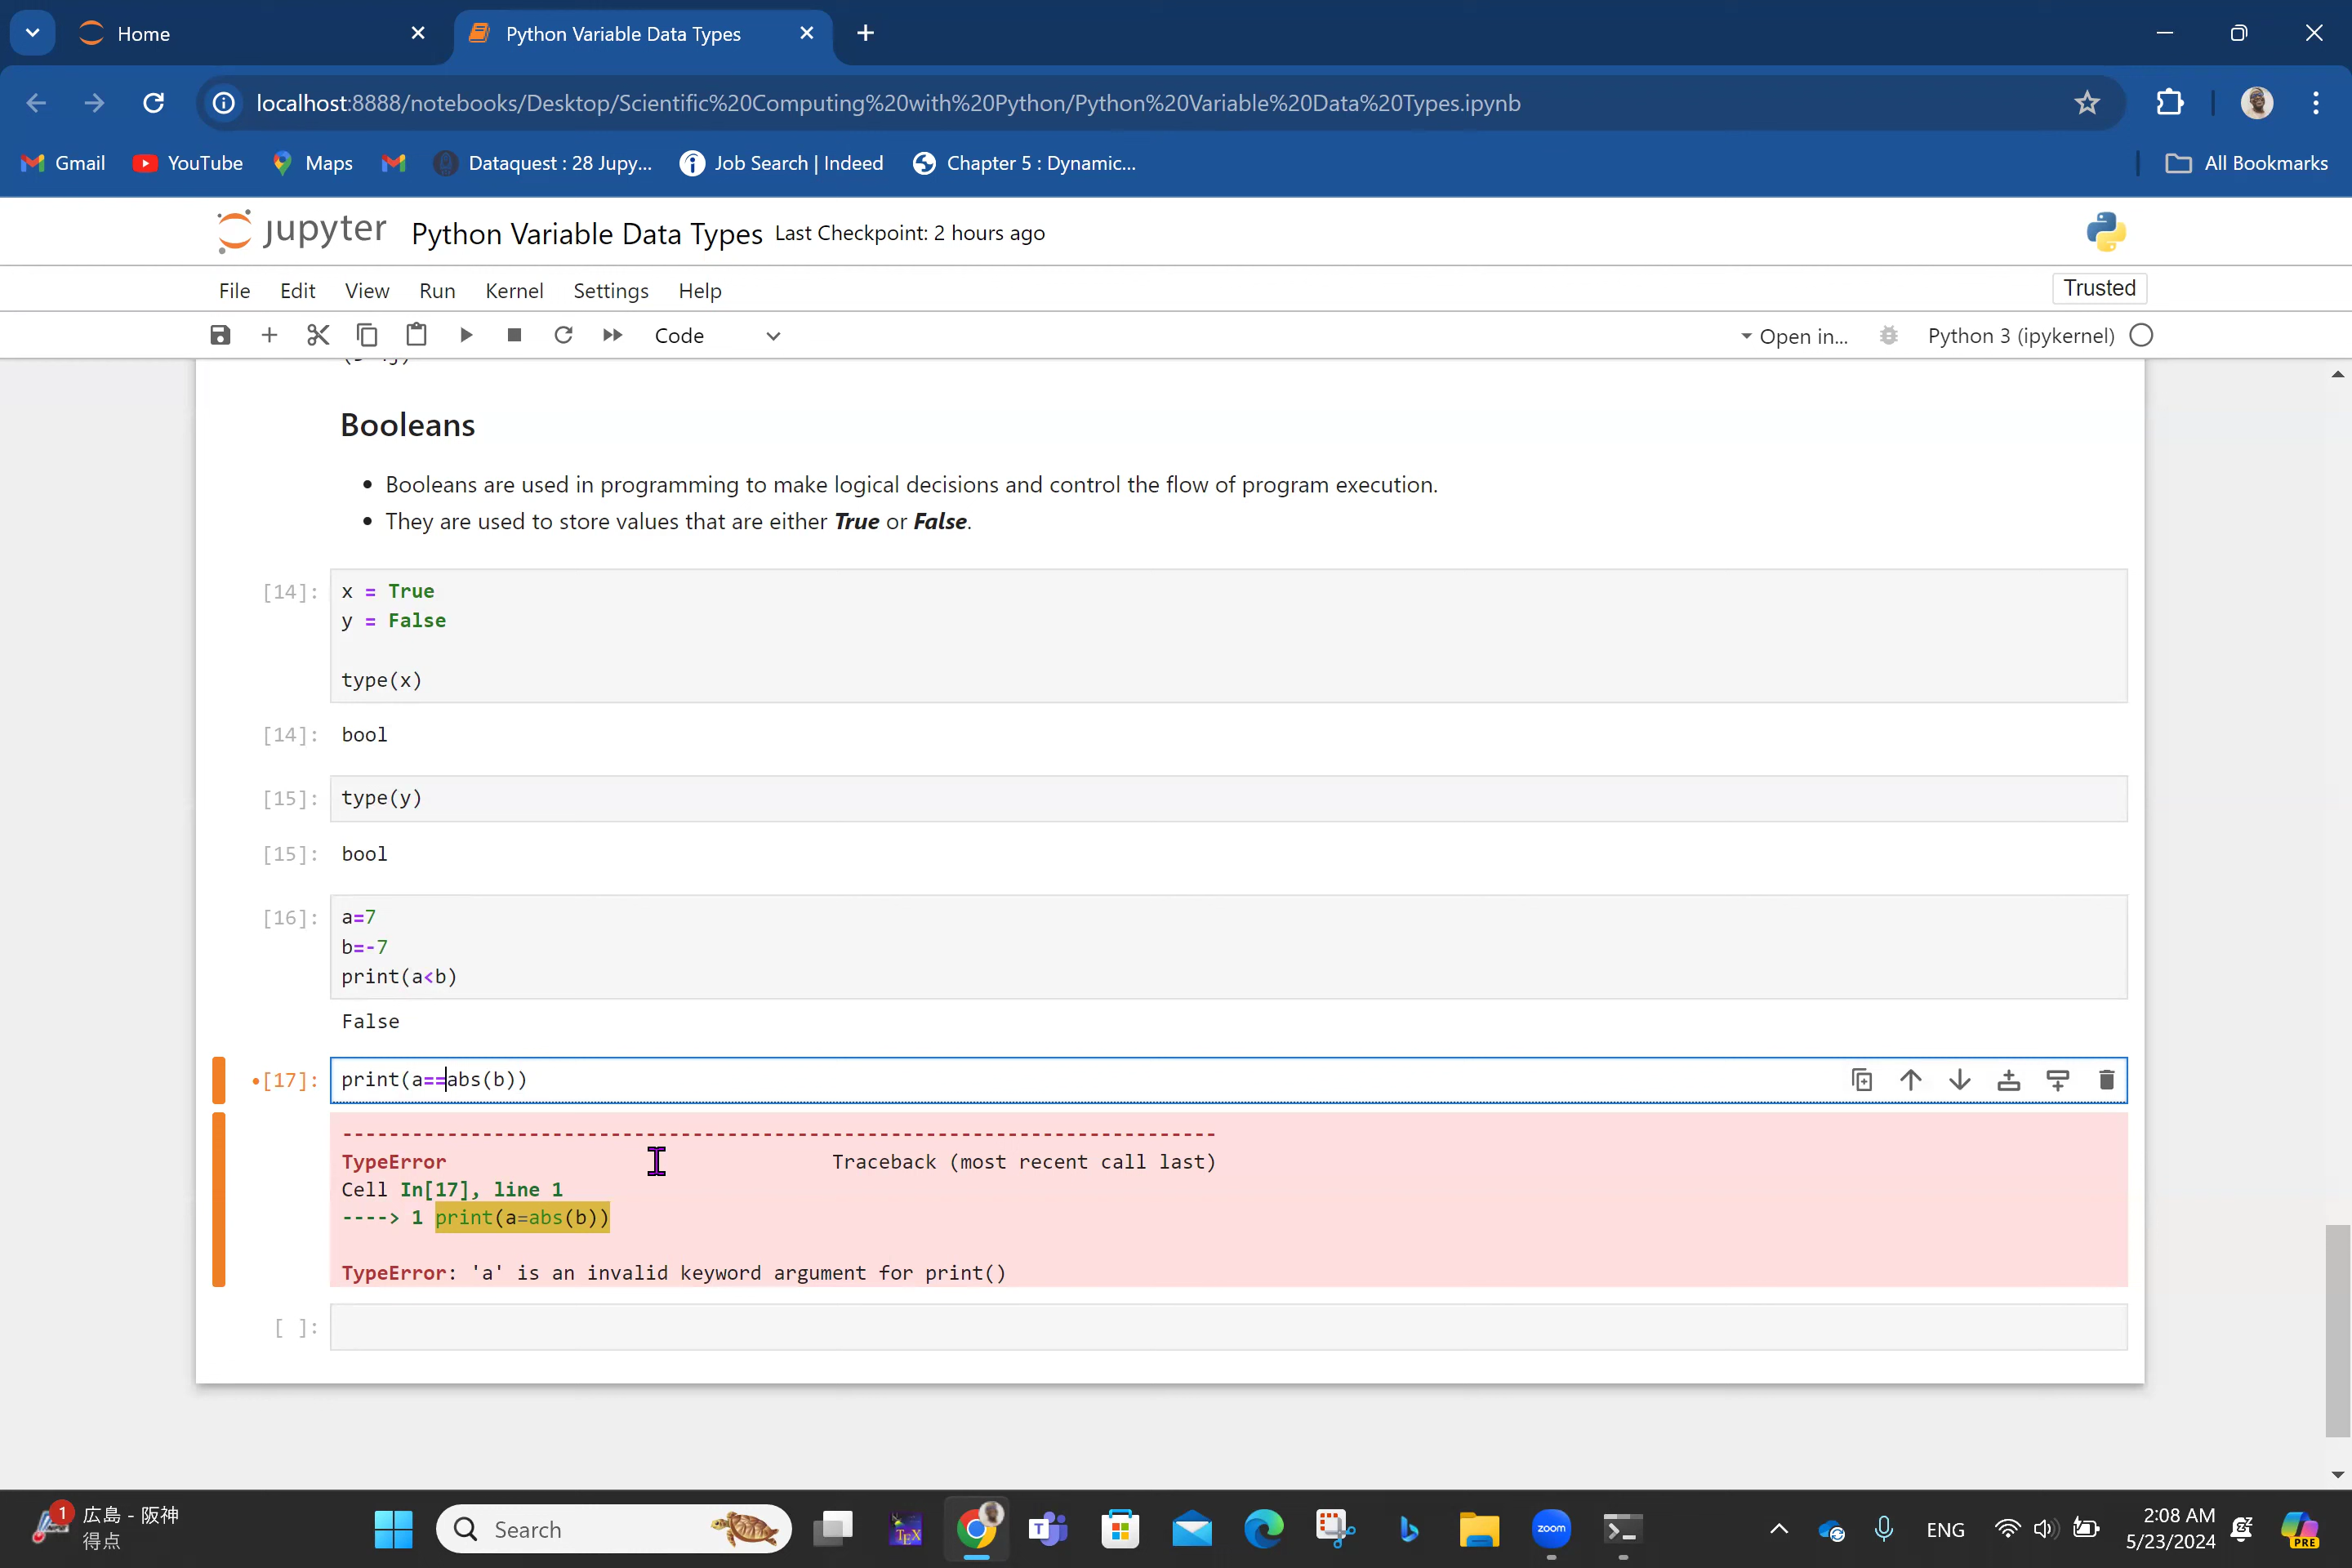 Home
Python Variable Data Types
localhost:8888/notebooks/Desktop/Scientific%20Computing%20with%20Python/Python%20Variable%20Data%20Types.ipynb
Gmail YouTube Maps Dataquest : 28 Jupy... Job Search | Indeed Chapter 5 : Dynamic... All Bookmarks
jupyter Python Variable Data Types Last Checkpoint: 2 hours ago
File Edit View Run Kernel Settings Help Trusted
Code Open in... Python 3 (ipykernel)
Booleans
• Booleans are used in programming to make logical decisions and control the flow of program execution.
• They are used to store values that are either True or False.
[14]: x = True
y = False
type(x)
[14]: bool
[15]: type(y)
[15]: bool
[16]: a=7
b=-7
print(a<b)
False
•[17]: print(a==abs(b))
---------------------------------------------------------------------------
TypeError Traceback (most recent call last)
Cell In[17], line 1
----> 1 print(a=abs(b))
TypeError: 'a' is an invalid keyword argument for print()
[ ]:
1 広島 - 阪神
得点
Search
TEX
T
zoom
ENG
2:08 AM
5/23/2024
PRE